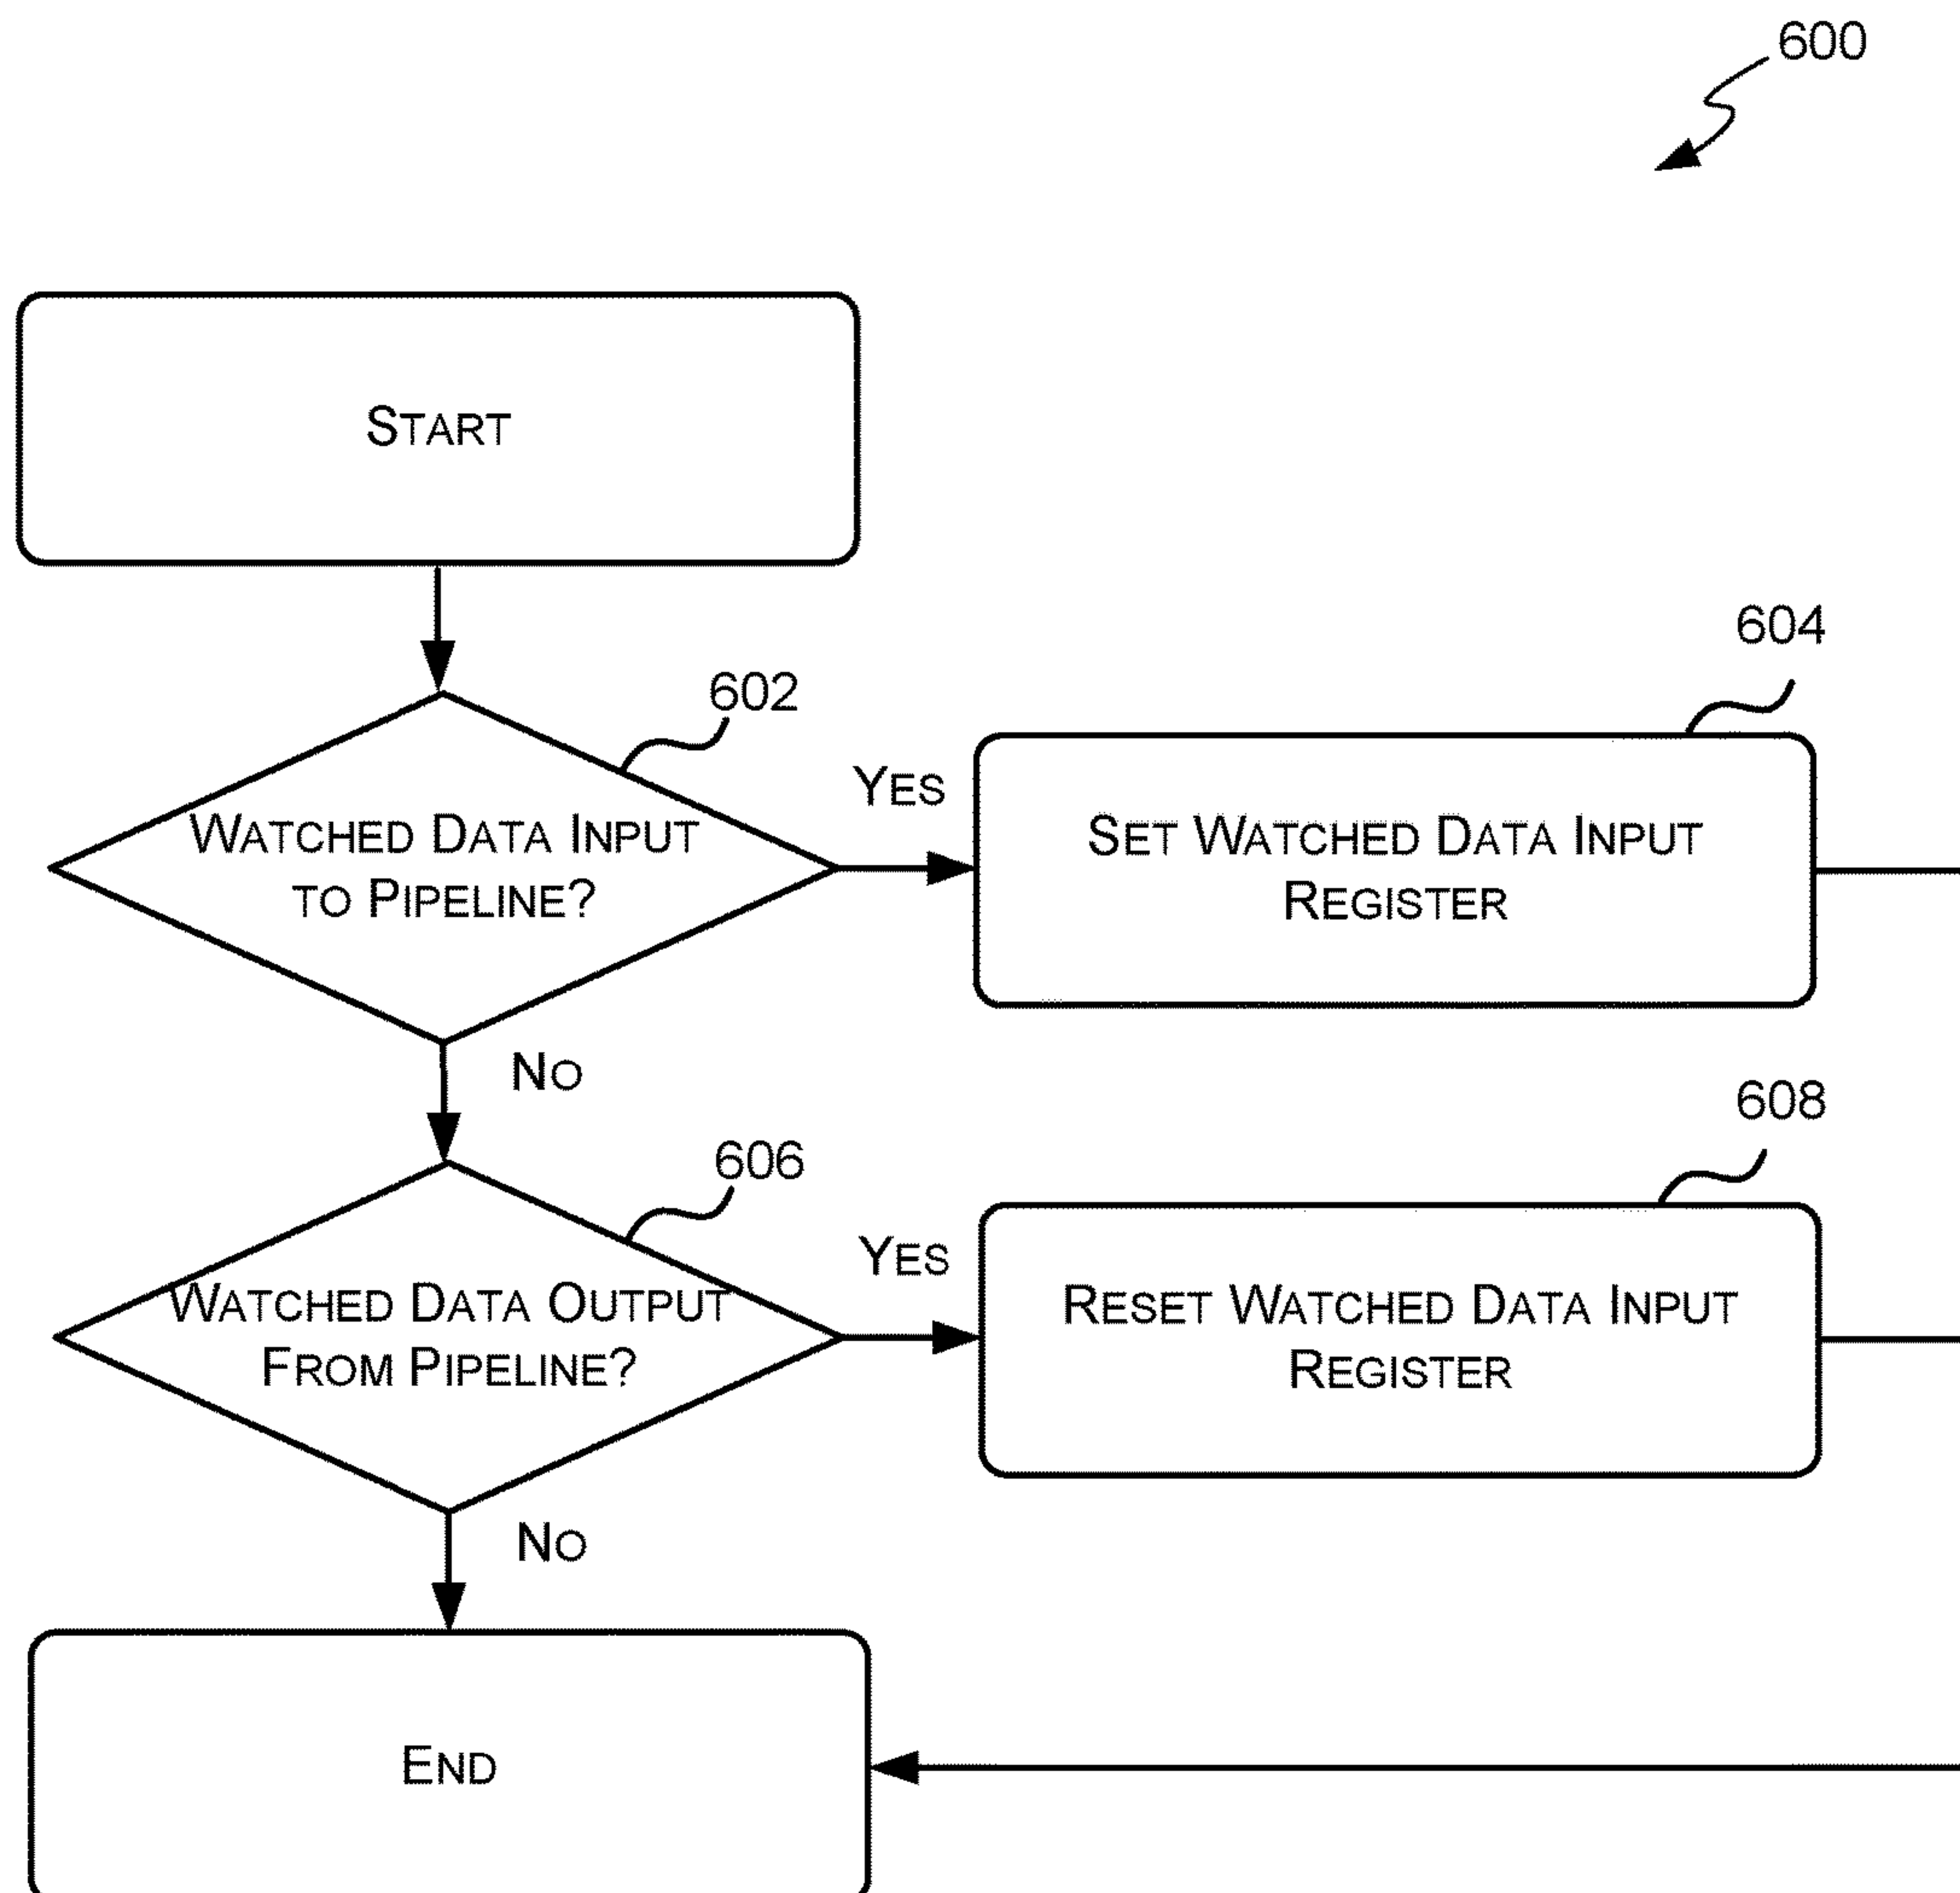 600
START
604
602
YES
WATCHED DATA INPUT
TO PIPELINE?
SET WATCHED DATA INPUT
REGISTER
NO
608
606
YES
WATCHED DATA OUTPUT
FROM PIPELINE?
RESET WATCHED DATA INPUT
REGISTER
NO
END